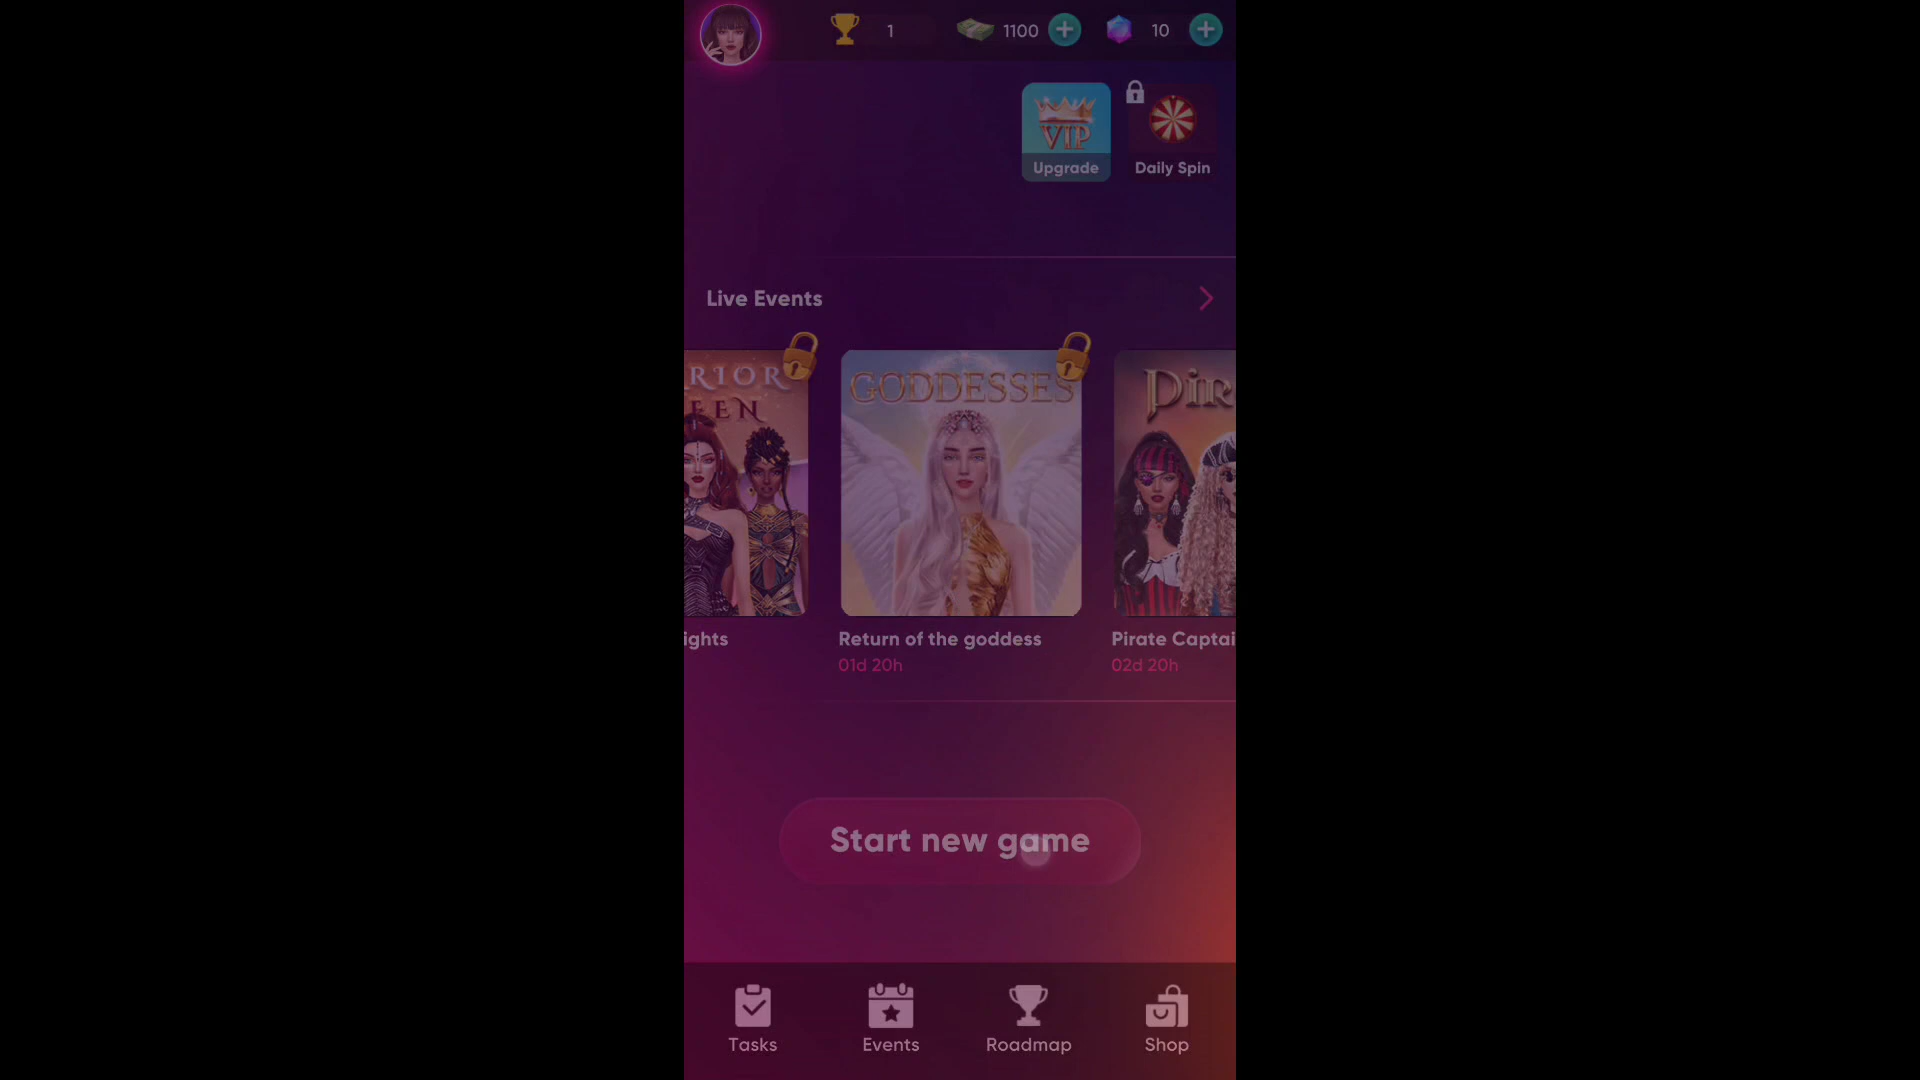 1
1100
10
VIP
Upgrade
Daily Spin
Live Events
RIOR
EEN
GODDESSES
Pir
ights
Return of the goddess
01d 20h
Pirate Captai
02d 20h
Start new game
Tasks
Events
Roadmap
Shop